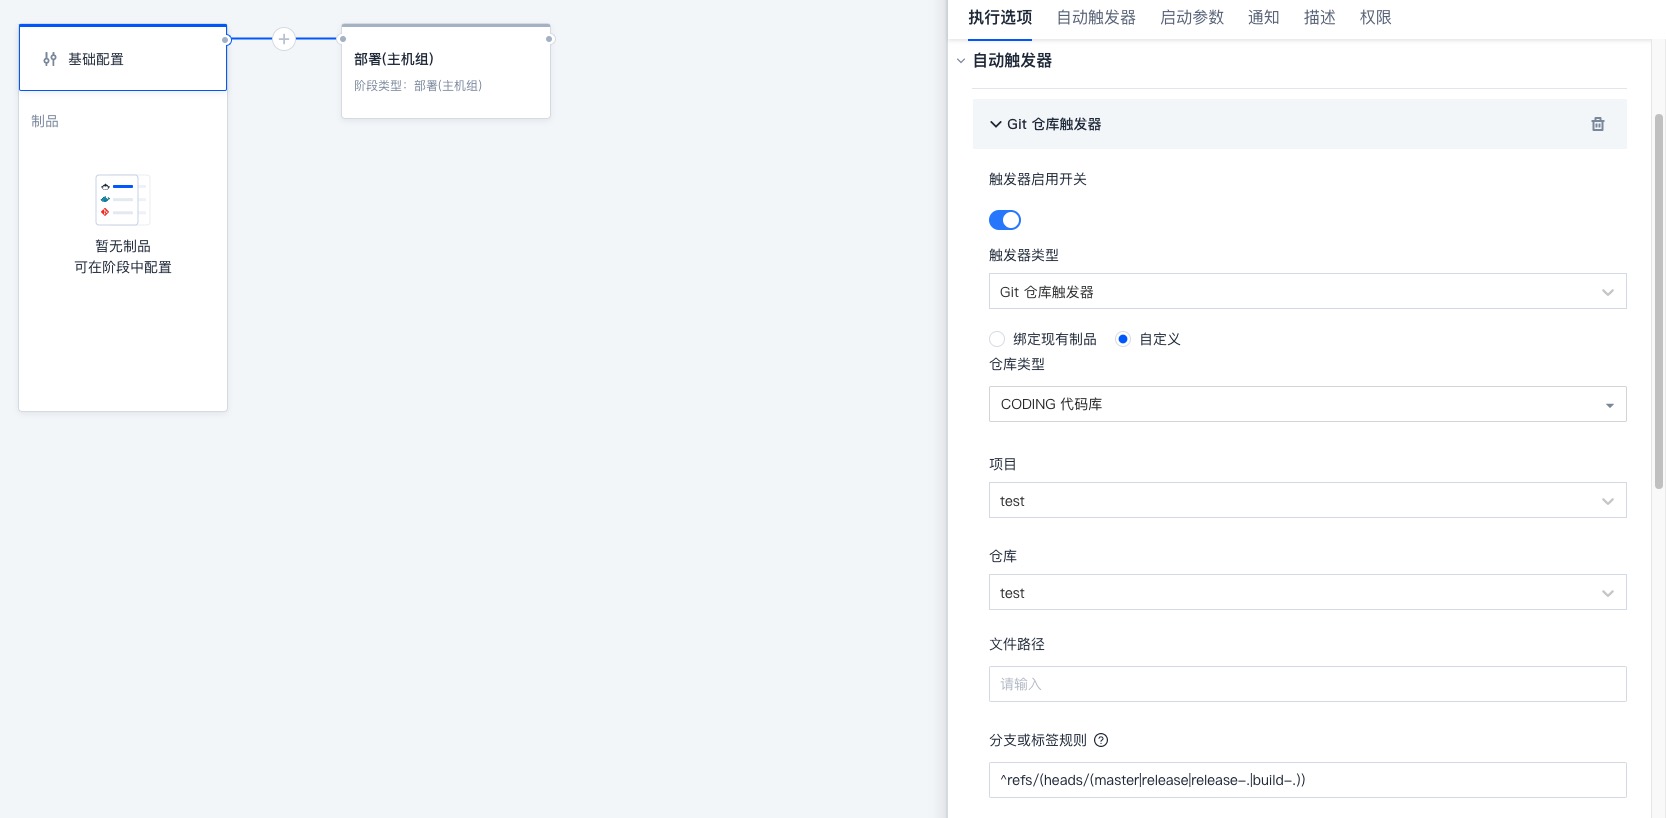 基础配置
制品
暂无制品
可在阶段中配置
部署(主机组)
阶段类型：部署(主机组)
执行选项 自动触发器 启动参数 通知 描述 权限
自动触发器
Git 仓库触发器
触发器启用开关
触发器类型
Git 仓库触发器
绑定现有制品 自定义
仓库类型
CODING 代码库
项目
test
仓库
test
文件路径
请输入
分支或标签规则
^refs/(heads/(master|release|release-.|build-.))